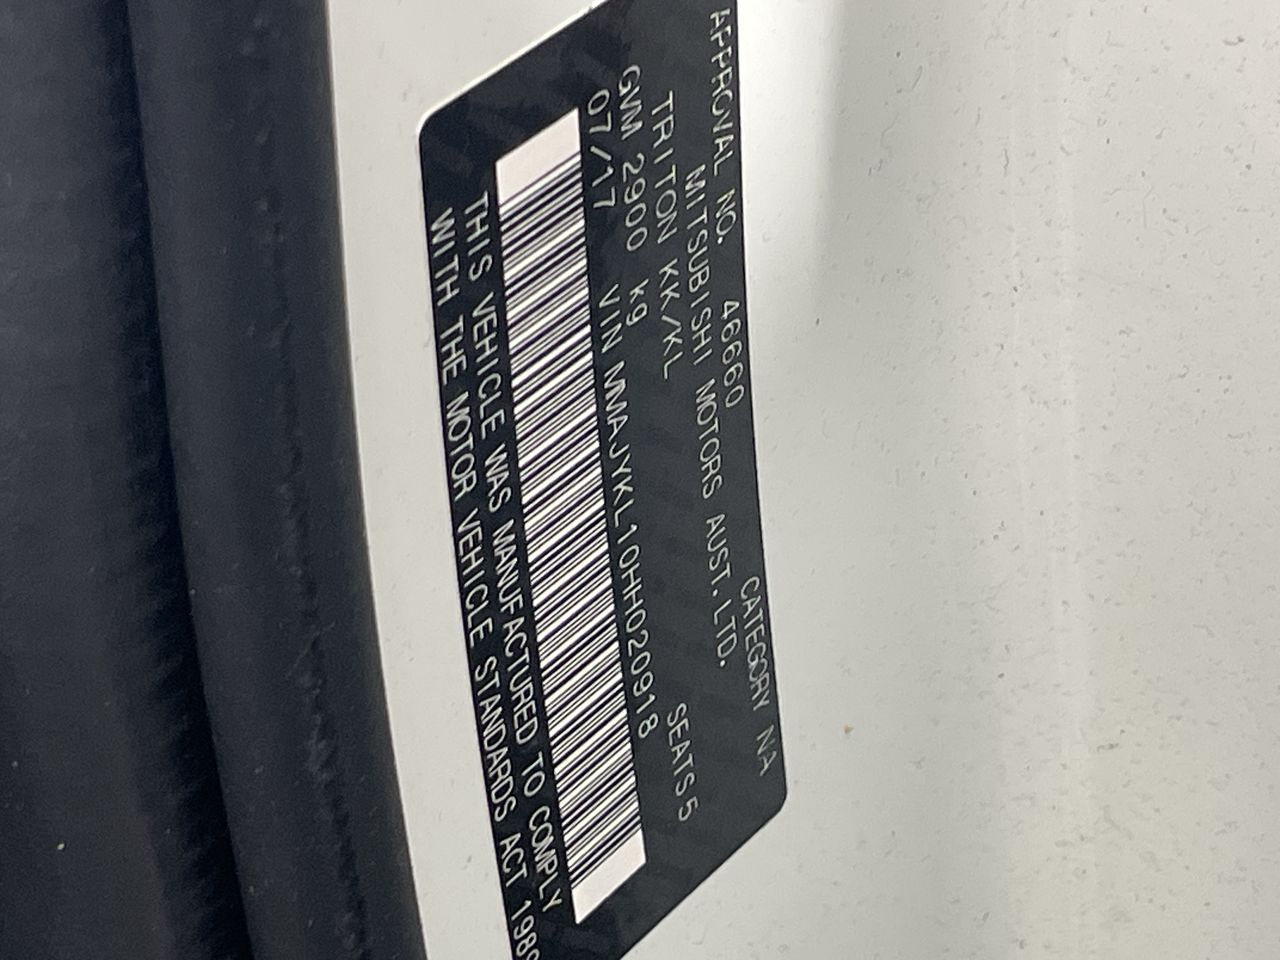 APPROVAL NO. 46660 CATEGORY NA
MITSUBISHI MOTORS AUST. LTD.
TRITON KK/KL SEATS 5
GVM 2900 kg
07/17 VIN MMAJYKL10HH020918
THIS VEHICLE WAS MANUFACTURED TO COMPLY
WITH THE MOTOR VEHICLE STANDARDS ACT 1989